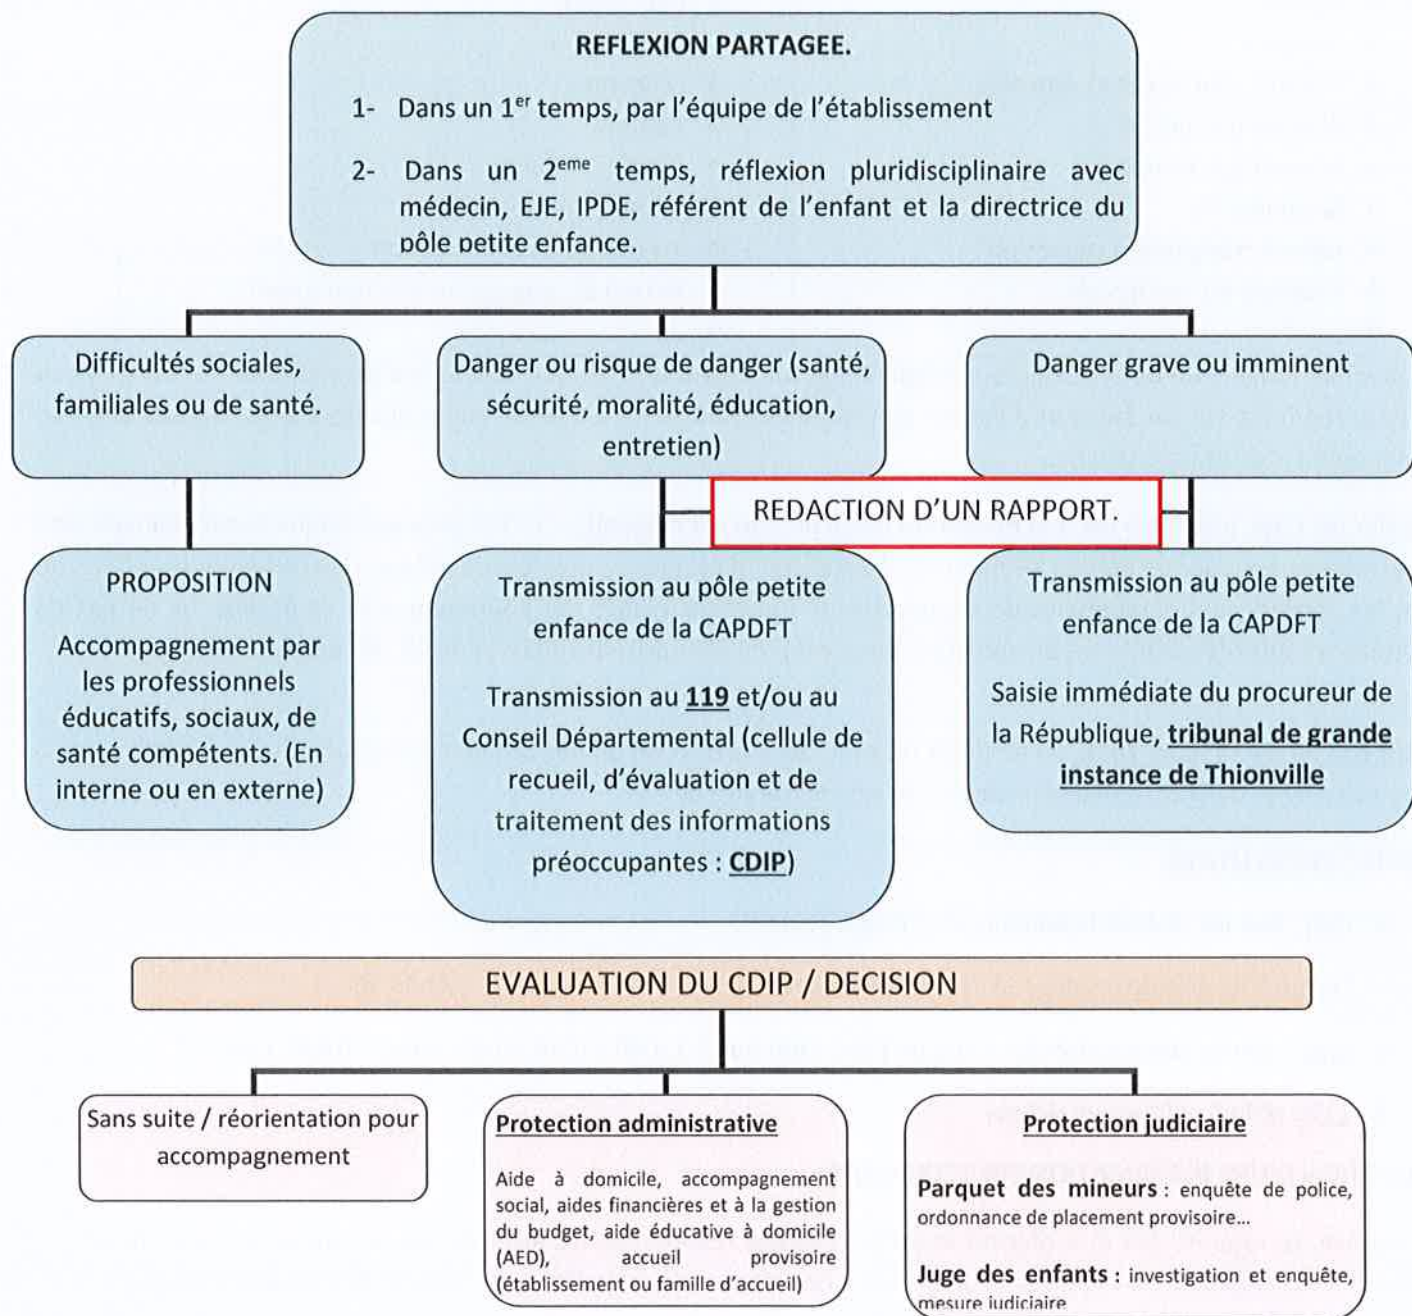 REFLEXION PARTAGEE.
1- Dans un 1er temps, par l'équipe de l'établissement
2- Dans un 2eme temps, réflexion pluridisciplinaire avec
médecin, EJE, IPDE, référent de l'enfant et la directrice du
pôle petite enfance.
Difficultés sociales,
familiales ou de santé.
Danger ou risque de danger (santé,
sécurité, moralité, éducation,
entretien)
Danger grave ou imminent
REDACTION D'UN RAPPORT.
PROPOSITION
Accompagnement par
les professionnels
éducatifs, sociaux, de
santé compétents. (En
interne ou en externe)
Transmission au pôle petite
enfance de la CAPDFT
Transmission au 119 et/ou au
Conseil Départemental (cellule de
recueil, d'évaluation et de
traitement des informations
préoccupantes : CDIP)
Transmission au pôle petite
enfance de la CAPDFT
Saisie immédiate du procureur de
la République, tribunal de grande
instance de Thionville
EVALUATION DU CDIP / DECISION
Sans suite / réorientation pour
accompagnement
Protection administrative
Aide à domicile, accompagnement
social, aides financières et à la gestion
du budget, aide éducative à domicile
(AED), accueil provisoire
(établissement ou famille d'accueil)
Protection judiciaire
Parquet des mineurs : enquête de police,
ordonnance de placement provisoire...
Juge des enfants : investigation et enquête,
mesure judiciaire